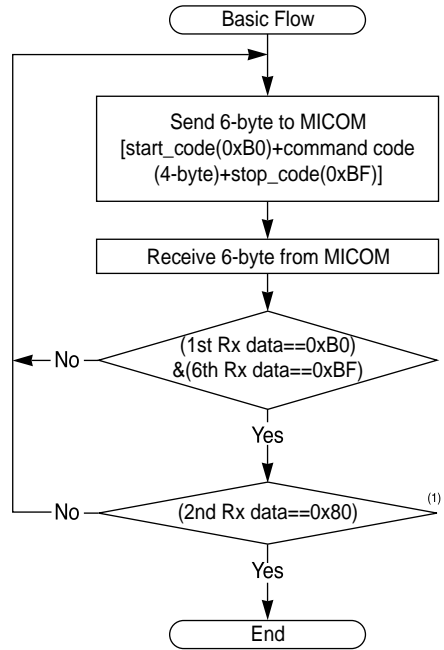 Basic Flow
Send 6-byte to MICOM
[start_code(0xB0)+command code
(4-byte)+stop_code(0xBF)]
Receive 6-byte from MICOM
(1st Rx data==0xB0)
&(6th Rx data==0xBF)
No
Yes
(2nd Rx data==0x80)
(1)
No
Yes
End